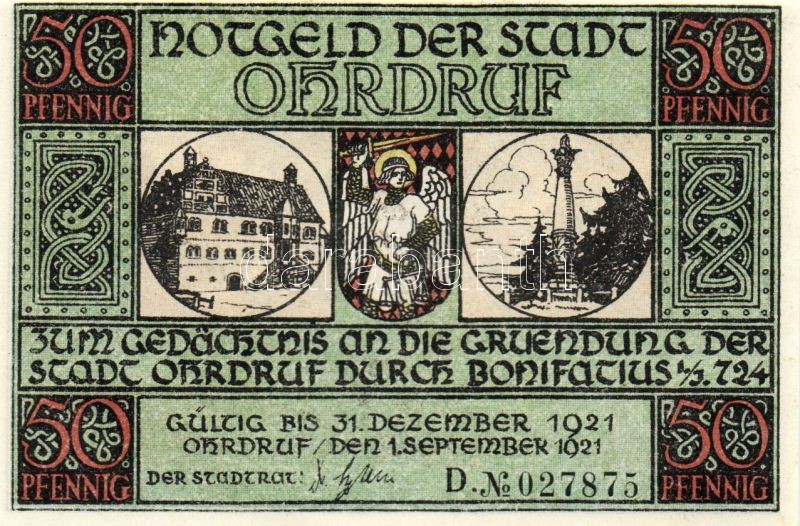 50 PFENNIG
NOTGELD DER STADT
OHRDRUF
50 PFENNIG
darabanth
ZUM GEDÄCHTNIS AN DIE GRUENDUNG DER
STADT OHRDRUF DURCH BONIFATIUS 724
50 PFENNIG
GÜLTIG BIS 31. DEZEMBER 1921
OHRDRUF/DEN 1. SEPTEMBER 1921
DER STADTRAT:
D. № 027875
50 PFENNIG